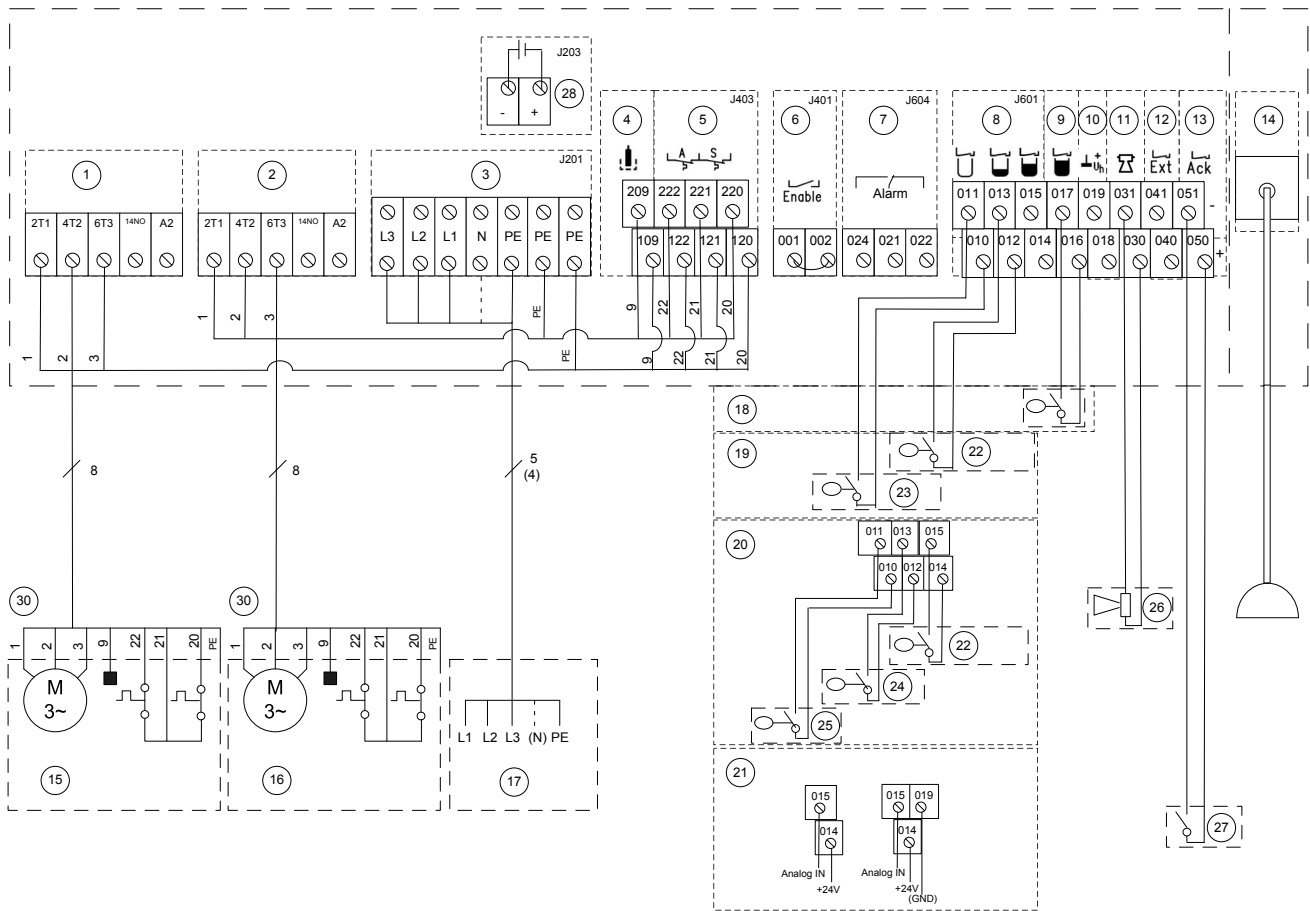 J203
28
- +
4 J403 5
J401
6
J604
7
J601
8 9 10 11 12 13
14
1
2
3 J201
A S
Enable
Alarm
+
Uh
Ext
Ack
2T1 4T2 6T3 14NO A2
2T1 4T2 6T3 14NO A2
L3 L2 L1 N PE PE PE
209 222 221 220
109 122 121 120
001 002
024 021 022
011 013 015 017 019 031 041 051 -
010 012 014 016 018 030 040 050 +
1 2 3 PE 9 22 21 20
1 2 3 PE 9 22 21 20
18
19
22
23
8
8
5
(4)
20
011 013 015
010 012 014
22
24
25
26
30
1 2 3 9 22 21 20 PE
M
3~
15
30
1 2 3 9 22 21 20 PE
M
3~
16
L1 L2 L3 (N) PE
17
21
015
014
Analog IN
+24V
015 019
014
Analog IN
+24V
(GND)
27